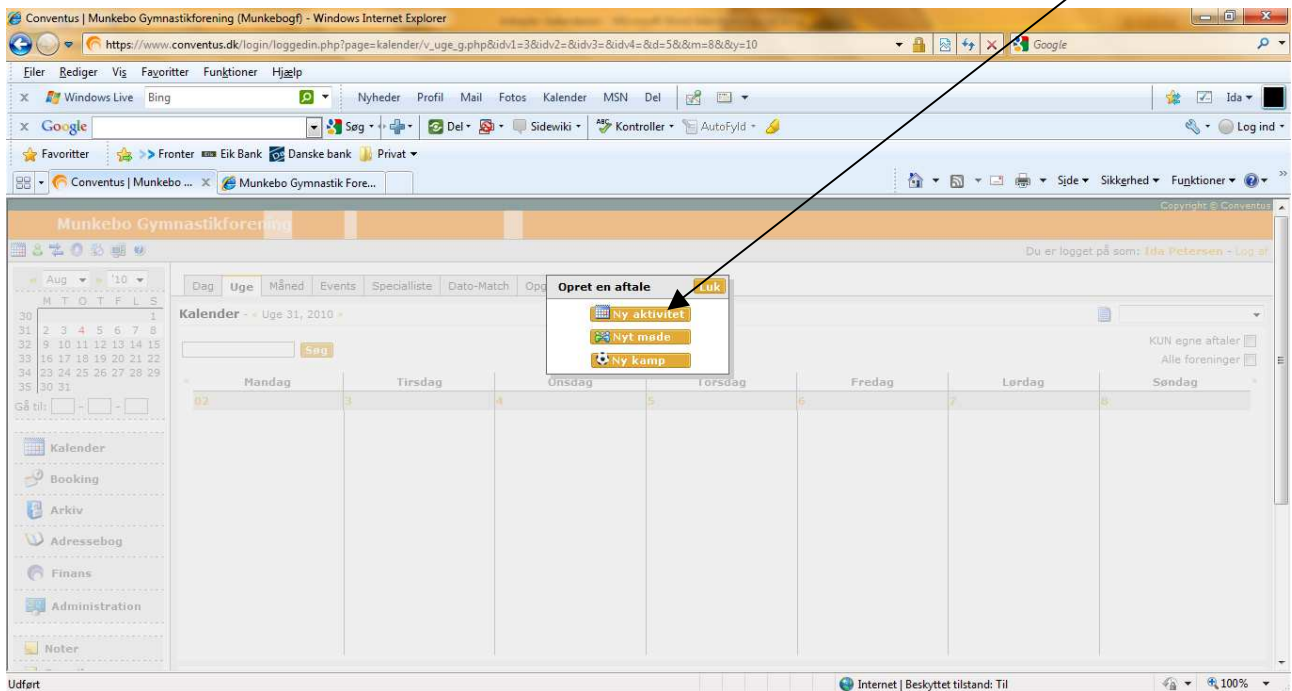 Conventus | Munkebo Gymnastikforening (Munkebogf) - Windows Internet Explorer
https://www.conventus.dk/login/loggedin.php?page=kalender/v_uge_g.php&idv1=3&idv2=&idv3=&idv4=&d=5&&m=8&&y=10
Google
Filer Rediger Vis Favoritter Funktioner Hjælp
x Windows Live Bing Nyheder Profil Mail Fotos Kalender MSN Del Ida
x Google Søg Del Sidewiki ABC Kontroller AutoFyld Log ind
Favoritter >> Fronter Eik Bank Danske bank Privat
Conventus | Munkebo ... X Munkebo Gymnastik Fore... Side Sikkerhed Funktioner »
Copyright © Conventus
Munkebo Gymnastikforening
Du er logget på som: Ida Petersen - Log af
« Aug » '10
Dag Uge Måned Events Specialliste Dato-Match Opg
Opret en aftale Luk
M T O T F L S
30 1
31 2 3 4 5 6 7 8
32 9 10 11 12 13 14 15
33 16 17 18 19 20 21 22
34 23 24 25 26 27 28 29
35 30 31
Gå til: - -
Kalender - « Uge 31, 2010 »
Ny aktivitet
Nyt møde
Ny kamp
Søg
KUN egne aftaler
Alle foreninger
Mandag Tirsdag Onsdag Torsdag Fredag Lørdag Søndag
02 3 4 5 6 7 8
Kalender
Booking
Arkiv
Adressebog
Finans
Administration
Noter
Udført Internet | Beskyttet tilstand: Til 100%